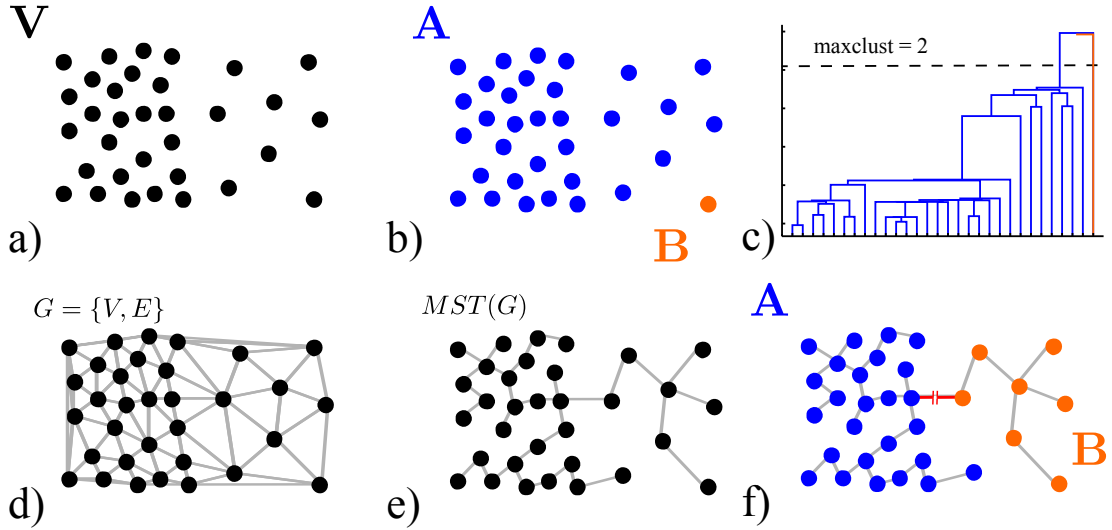 V
a)
A
B
b)
maxclust = 2
c)
G = {V, E}
d)
MST(G)
e)
A
B
f)